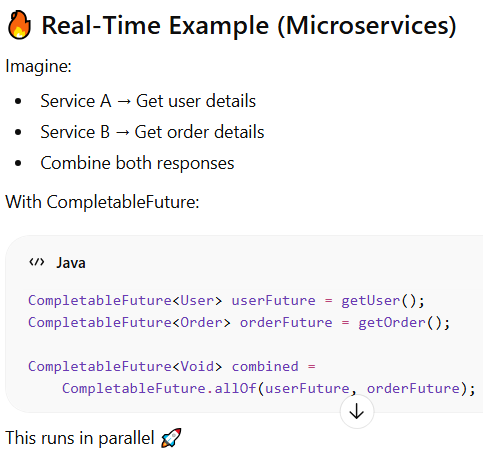 🔥 Real-Time Example (Microservices)
Imagine:
• Service A → Get user details
• Service B → Get order details
• Combine both responses
With CompletableFuture:
</> Java
CompletableFuture<User> userFuture = getUser();
CompletableFuture<Order> orderFuture = getOrder();
CompletableFuture<Void> combined =
    CompletableFuture.allOf(userFuture, orderFuture);
This runs in parallel 🚀